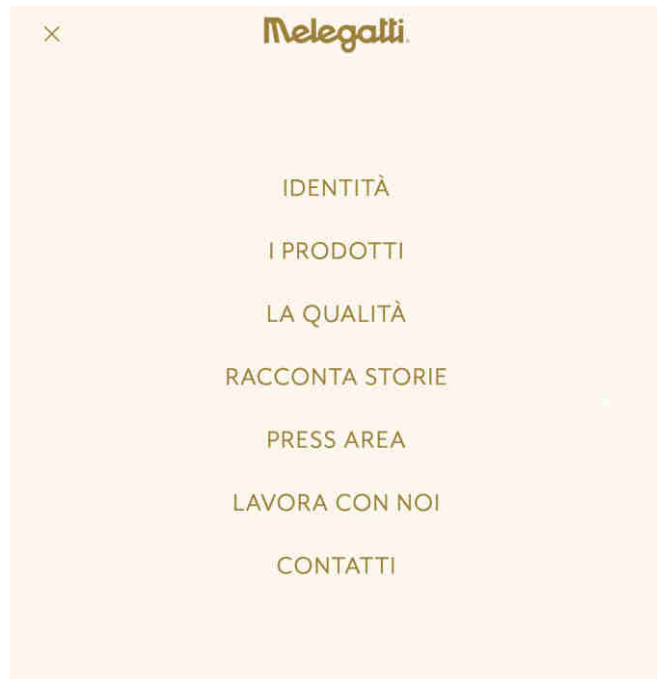 Melegatti
IDENTITÀ
I PRODOTTI
LA QUALITÀ
RACCONTA STORIE
PRESS AREA
LAVORA CON NOI
CONTATTI